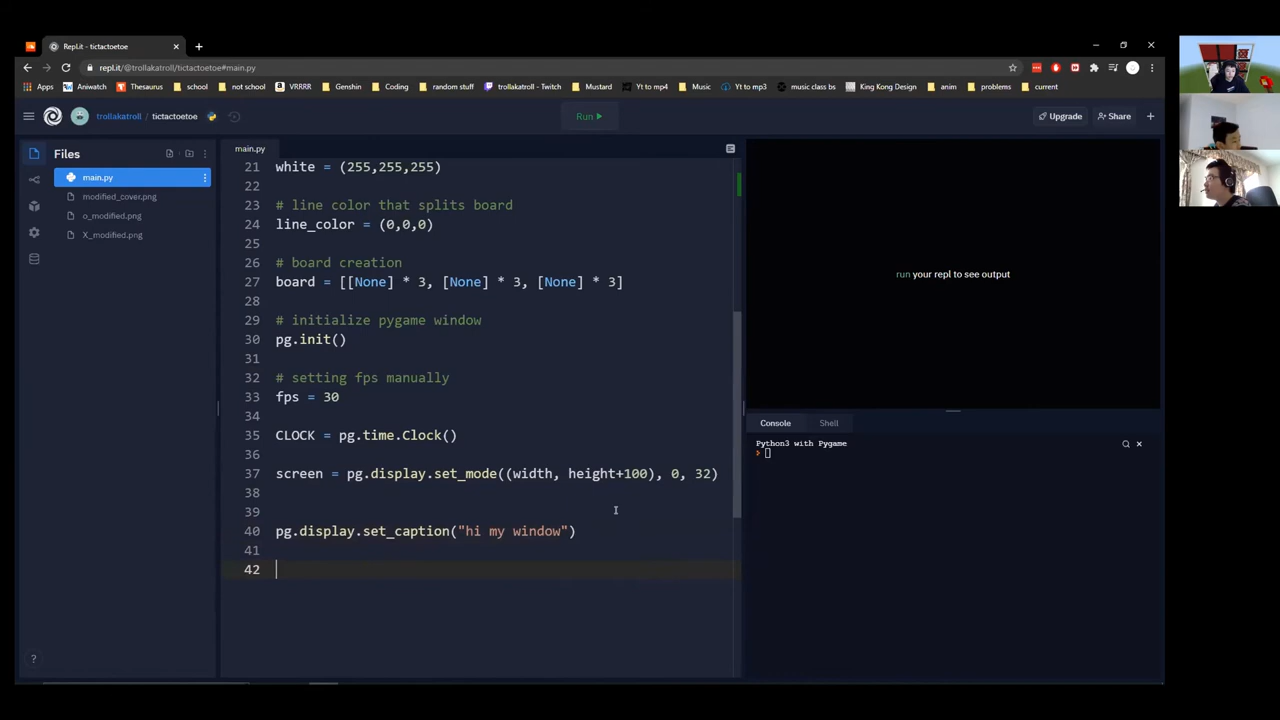 Repl.it - tictactoetoe
repl.it/@trollakatroll/tictactoetoe#main.py
Apps Aniwatch Thesaurus school not school VRRRR Genshin Coding random stuff trollakatroll - Twitch Mustard Yt to mp4 Music Yt to mp3 music class bs King Kong Design anim problems current
trollakatroll / tictactoetoe
Run
Upgrade
Share
Files
main.py
modified_cover.png
o_modified.png
X_modified.png
main.py
21 white = (255,255,255)
22
23 # line color that splits board
24 line_color = (0,0,0)
25
26 # board creation
27 board = [[None] * 3, [None] * 3, [None] * 3]
28
29 # initialize pygame window
30 pg.init()
31
32 # setting fps manually
33 fps = 30
34
35 CLOCK = pg.time.Clock()
36
37 screen = pg.display.set_mode((width, height+100), 0, 32)
38
39
40 pg.display.set_caption("hi my window")
41
42
run your repl to see output
Console Shell
Python3 with Pygame
>
?